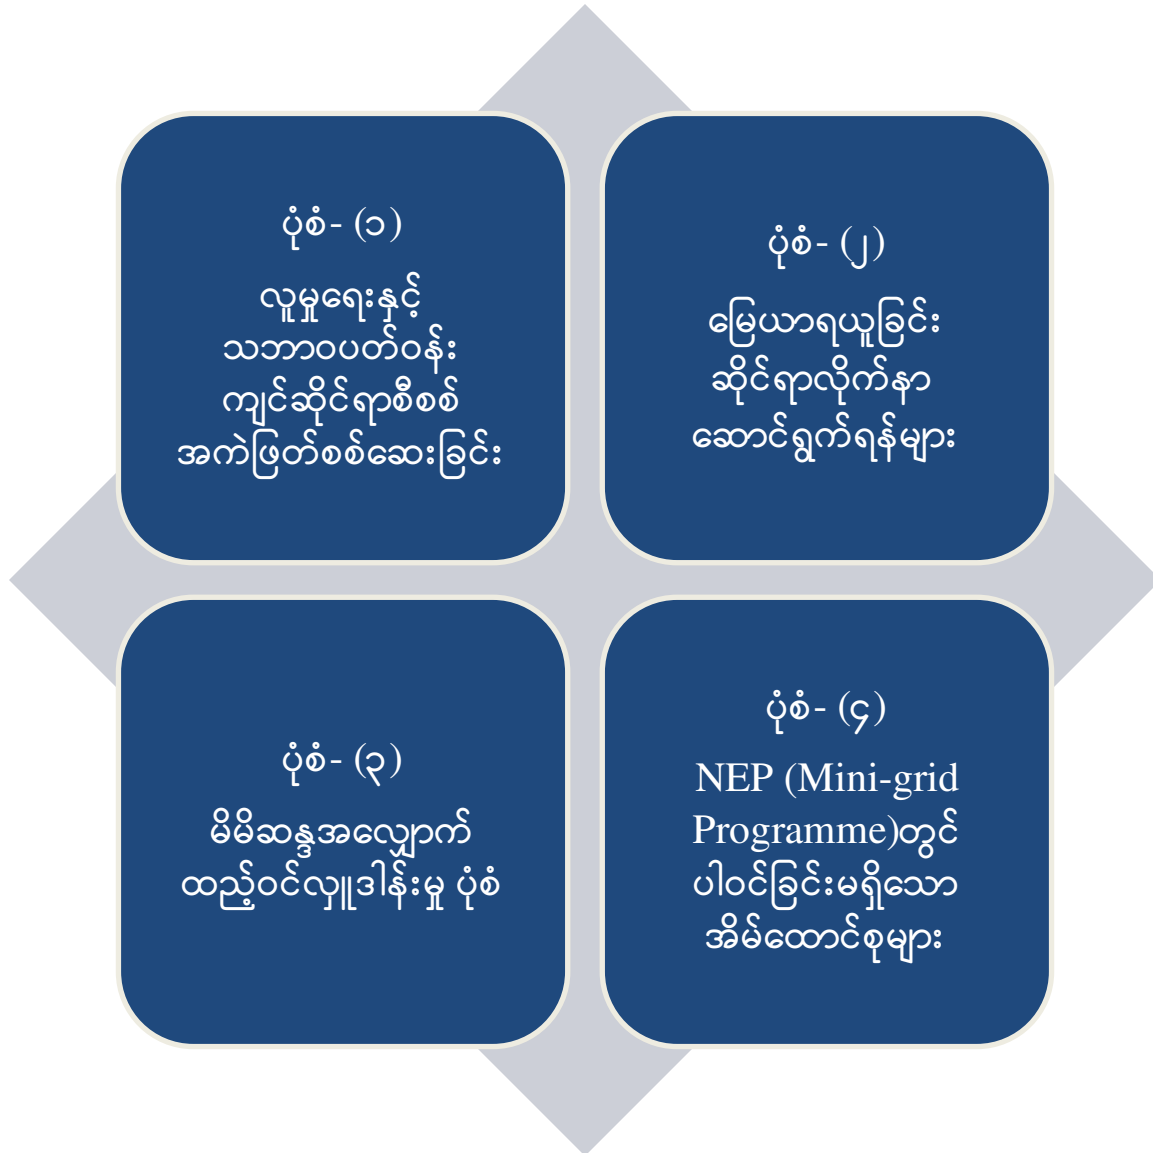 ပုံစံ- (၁)
လူမှုရေးနှင့်
သဘာဝပတ်ဝန်း
ကျင်ဆိုင်ရာစီစစ်
အကဲဖြတ်စစ်ဆေးခြင်း
ပုံစံ- (၂)
မြေယာရယူခြင်း
ဆိုင်ရာလိုက်နာ
ဆောင်ရွက်ရန်များ
ပုံစံ- (၃)
မိမိဆန္ဒအလျှောက်
ထည့်ဝင်လှူဒါန်းမှု ပုံစံ
ပုံစံ- (၄)
NEP (Mini-grid
Programme)တွင်
ပါဝင်ခြင်းမရှိသော
အိမ်ထောင်စုများ